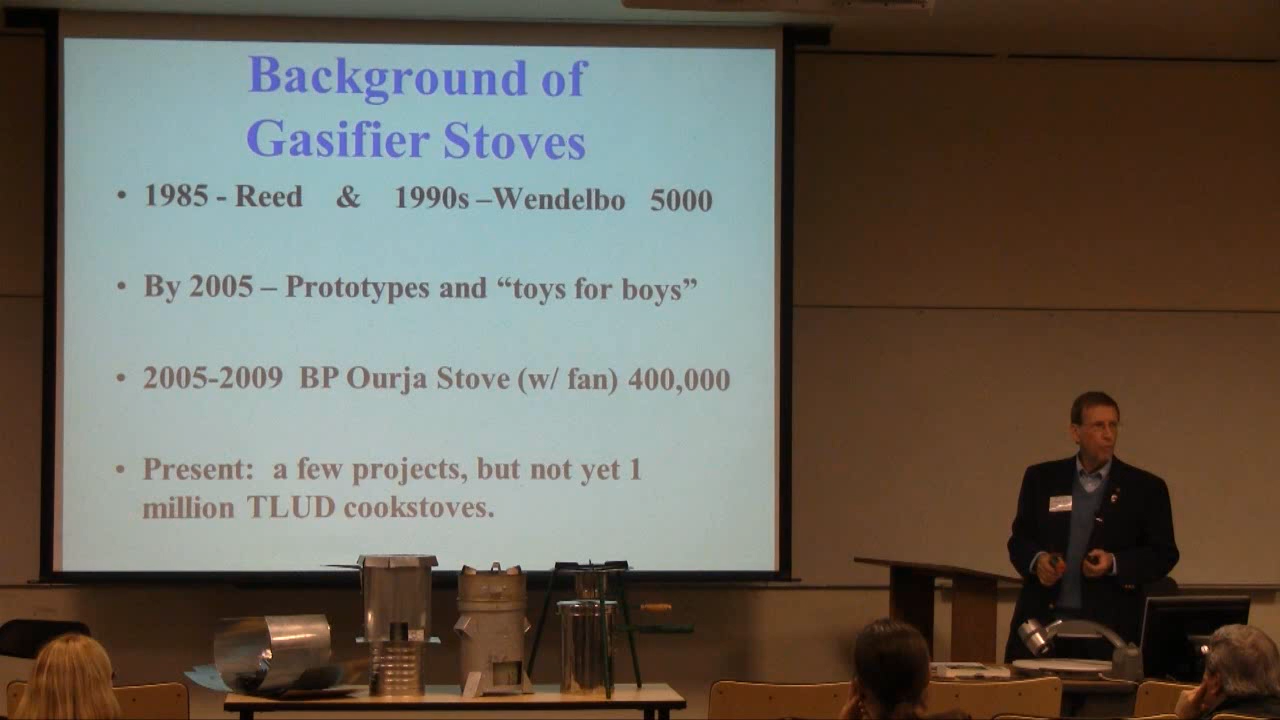 Background of
Gasifier Stoves
• 1985 - Reed & 1990s –Wendelbo 5000
• By 2005 – Prototypes and “toys for boys”
• 2005-2009 BP Ourja Stove (w/ fan) 400,000
• Present: a few projects, but not yet 1
million TLUD cookstoves.